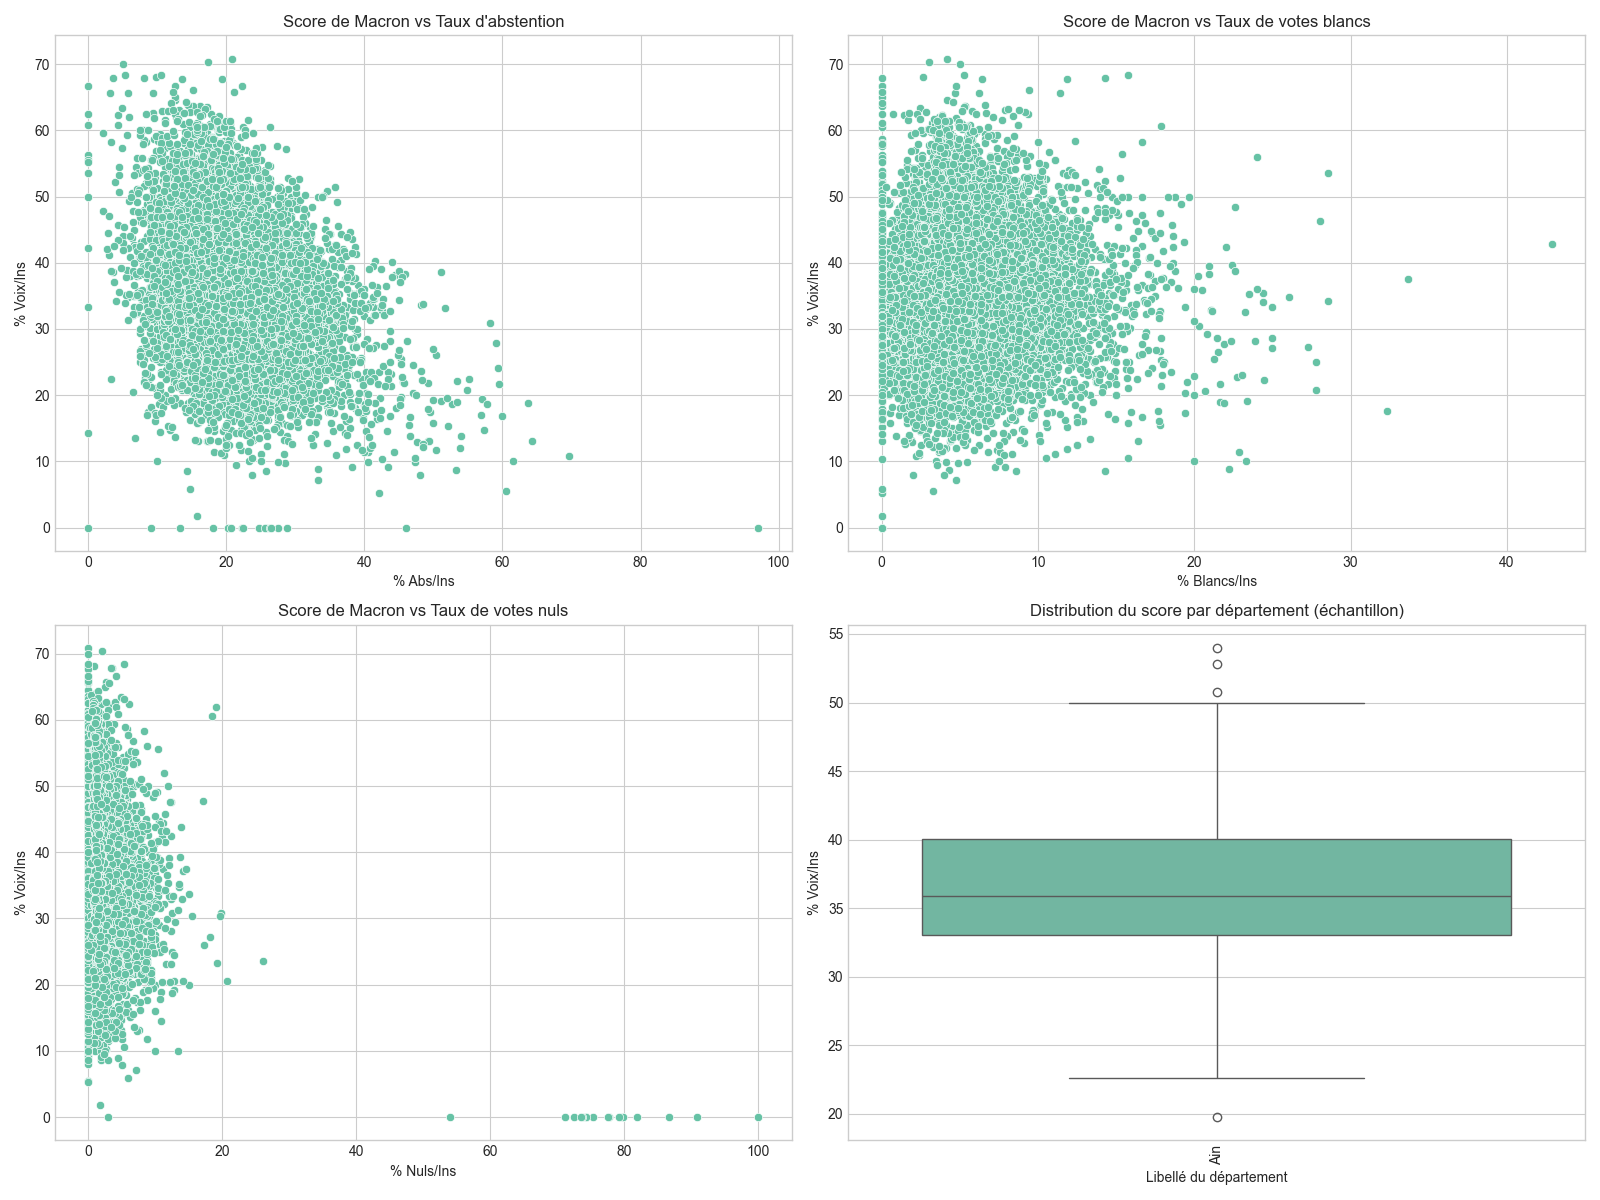 Score de Macron vs Taux d'abstention
% Voix/Ins
70
60
50
40
30
20
10
0
0 20 40 60 80 100
% Abs/Ins
Score de Macron vs Taux de votes blancs
% Voix/Ins
70
60
50
40
30
20
10
0
0 10 20 30 40
% Blancs/Ins
Score de Macron vs Taux de votes nuls
% Voix/Ins
70
60
50
40
30
20
10
0
0 20 40 60 80 100
% Nuls/Ins
Distribution du score par département (échantillon)
% Voix/Ins
55
50
45
40
35
30
25
20
Ain
Libellé du département